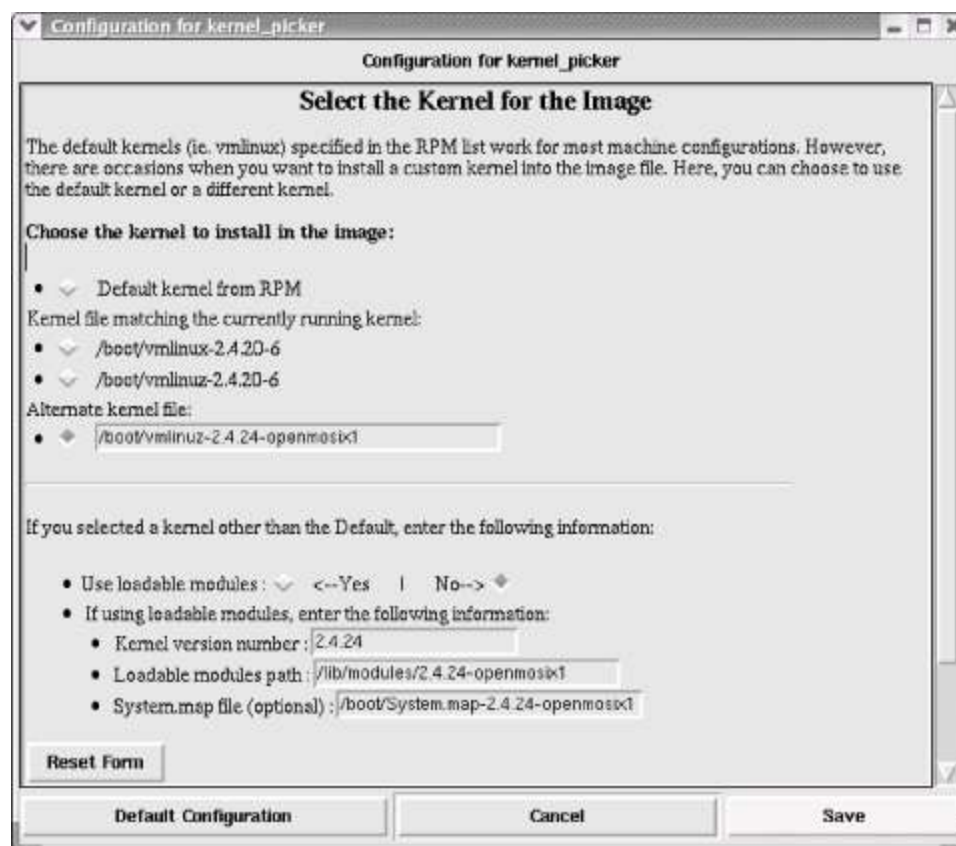 Configuration for kernel_picker
Configuration for kernel_picker
Select the Kernel for the Image
The default kernels (ie. vmlinux) specified in the RPM list work for most machine configurations. However,
there are occasions when you want to install a custom kernel into the image file. Here, you can choose to use
the default kernel or a different kernel.
Choose the kernel to install in the image:
Default kernel from RPM
Kernel file matching the currently running kernel:
/boot/vmlinux-2.4.20-6
/boot/vmlinuz-2.4.20-6
Alternate kernel file:
/boot/vmlinuz-2.4.24-openmosix1
If you selected a kernel other than the Default, enter the following information:
Use loadable modules : <--Yes | No-->
If using loadable modules, enter the following information:
Kernel version number : 2.4.24
Loadable modules path : /lib/modules/2.4.24-openmosix1
System.map file (optional) : /boot/System.map-2.4.24-openmosix1
Reset Form
Default Configuration
Cancel
Save